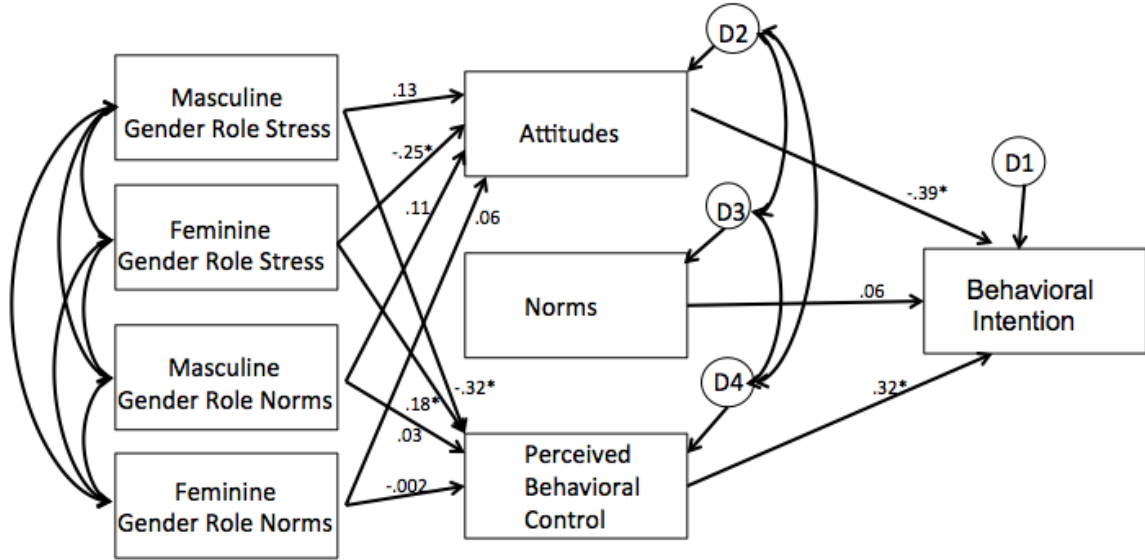 Masculine
Gender Role Stress
Feminine
Gender Role Stress
Masculine
Gender Role Norms
Feminine
Gender Role Norms
.13
-.25*
.11
.06
-.32*
.18*
.03
-.002
Attitudes
Norms
Perceived
Behavioral
Control
D2
D3
D4
-.39*
.06
.32*
D1
Behavioral
Intention